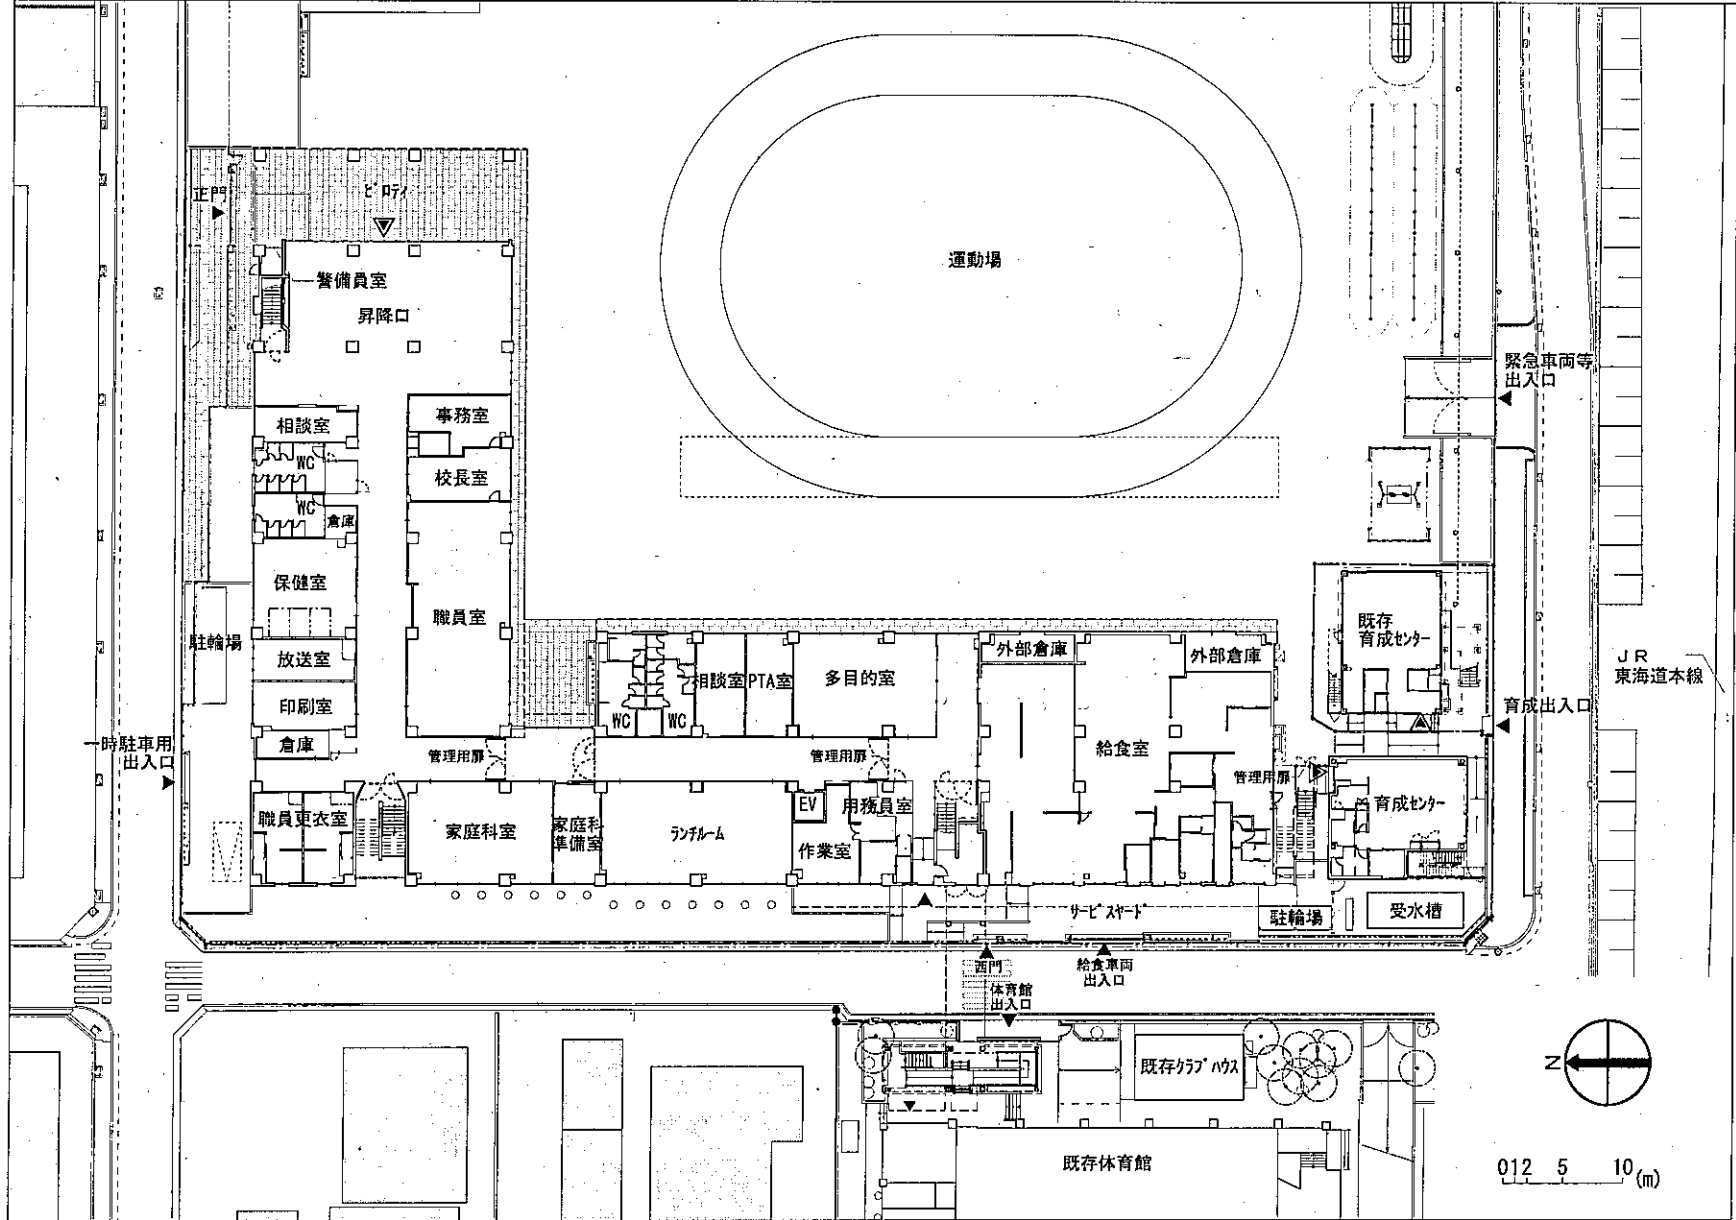 正門
ピロティ
警備員室
昇降口
運動場
緊急車両等
出入口
相談室
事務室
WC
校長室
WC
倉庫
保健室
職員室
駐輪場
放送室
印刷室
倉庫
一時駐車用
出入口
管理用扉
WC
WC
相談室
PTA室
多目的室
外部倉庫
外部倉庫
給食室
管理用扉
管理用扉
既存
育成センター
JR
東海道本線
育成出入口
育成センター
職員更衣室
家庭科室
家庭科
準備室
ランチルーム
EV
作業室
用務員室
サービスヤード
駐輪場
受水槽
西門
給食車両
出入口
体育館
出入口
既存クラブハウス
既存体育館
N
012 5 10(m)